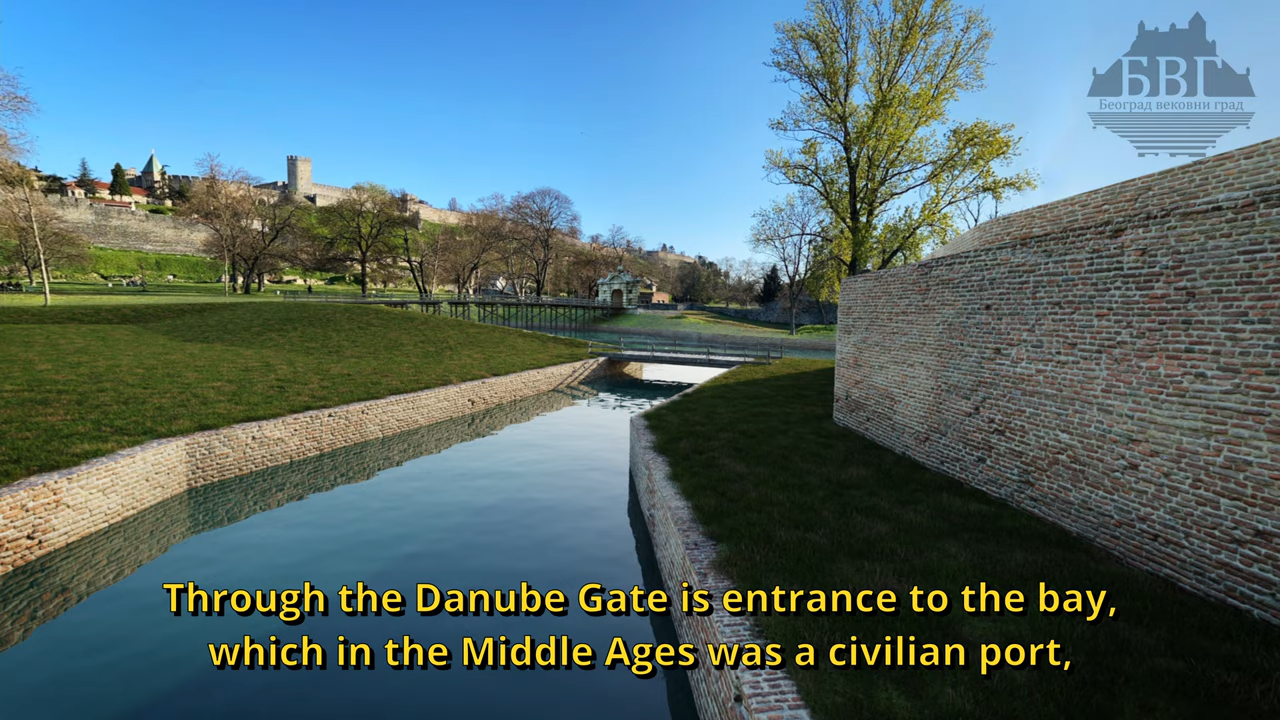 БВГ
Београд вековни град
Through the Danube Gate is entrance to the bay,
which in the Middle Ages was a civilian port,